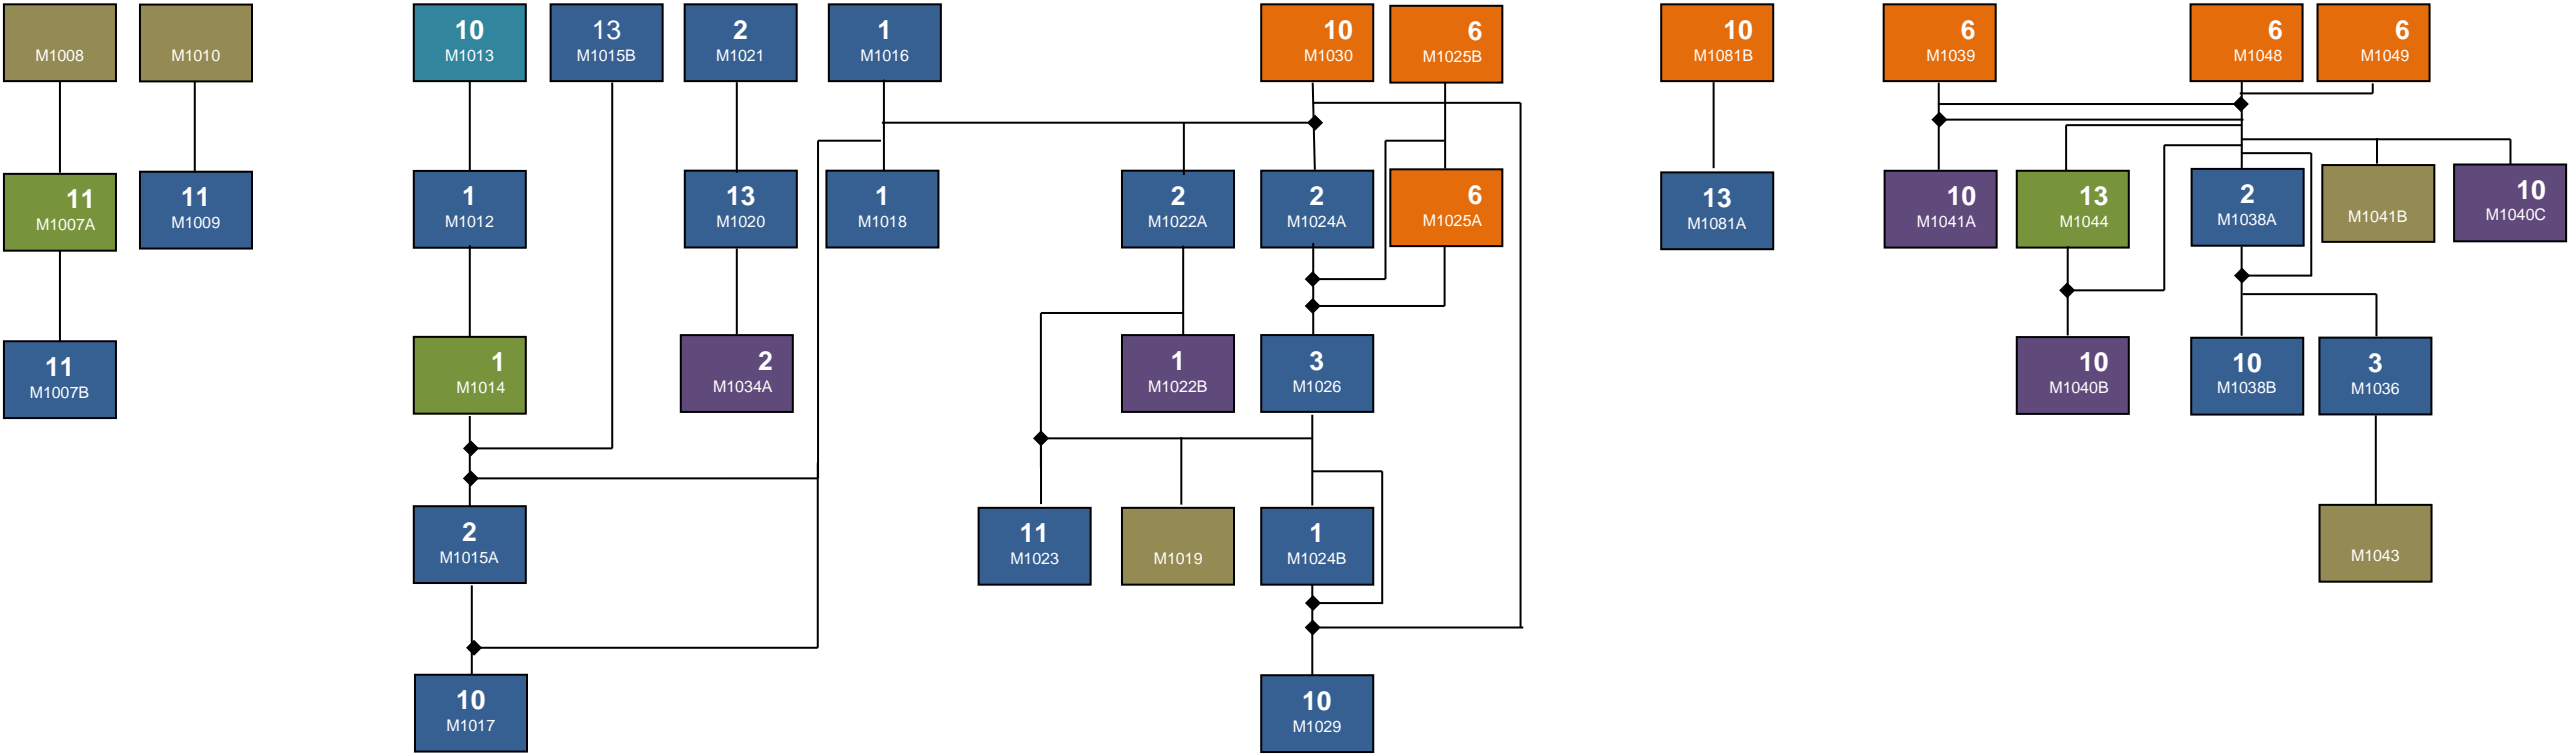 M1008
M1010
10
M1013
13
M1015B
2
M1021
1
M1016
10
M1030
6
M1025B
10
M1081B
6
M1039
6
M1048
6
M1049
11
M1007A
11
M1009
1
M1012
13
M1020
1
M1018
2
M1022A
2
M1024A
6
M1025A
13
M1081A
10
M1041A
13
M1044
2
M1038A
M1041B
10
M1040C
11
M1007B
1
M1014
2
M1034A
1
M1022B
3
M1026
10
M1040B
10
M1038B
3
M1036
2
M1015A
11
M1023
M1019
1
M1024B
M1043
10
M1017
10
M1029